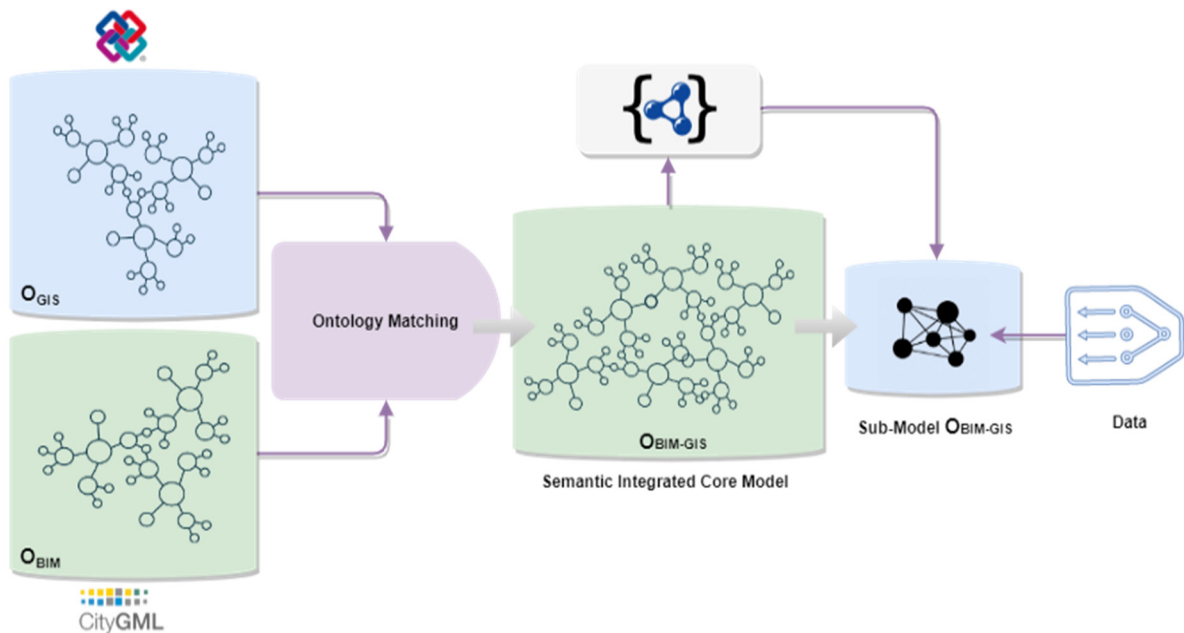 OGIS
Ontology Matching
OBIM
CityGML
{ }
OBIM-GIS
Semantic Integrated Core Model
Sub-Model OBIM-GIS
Data